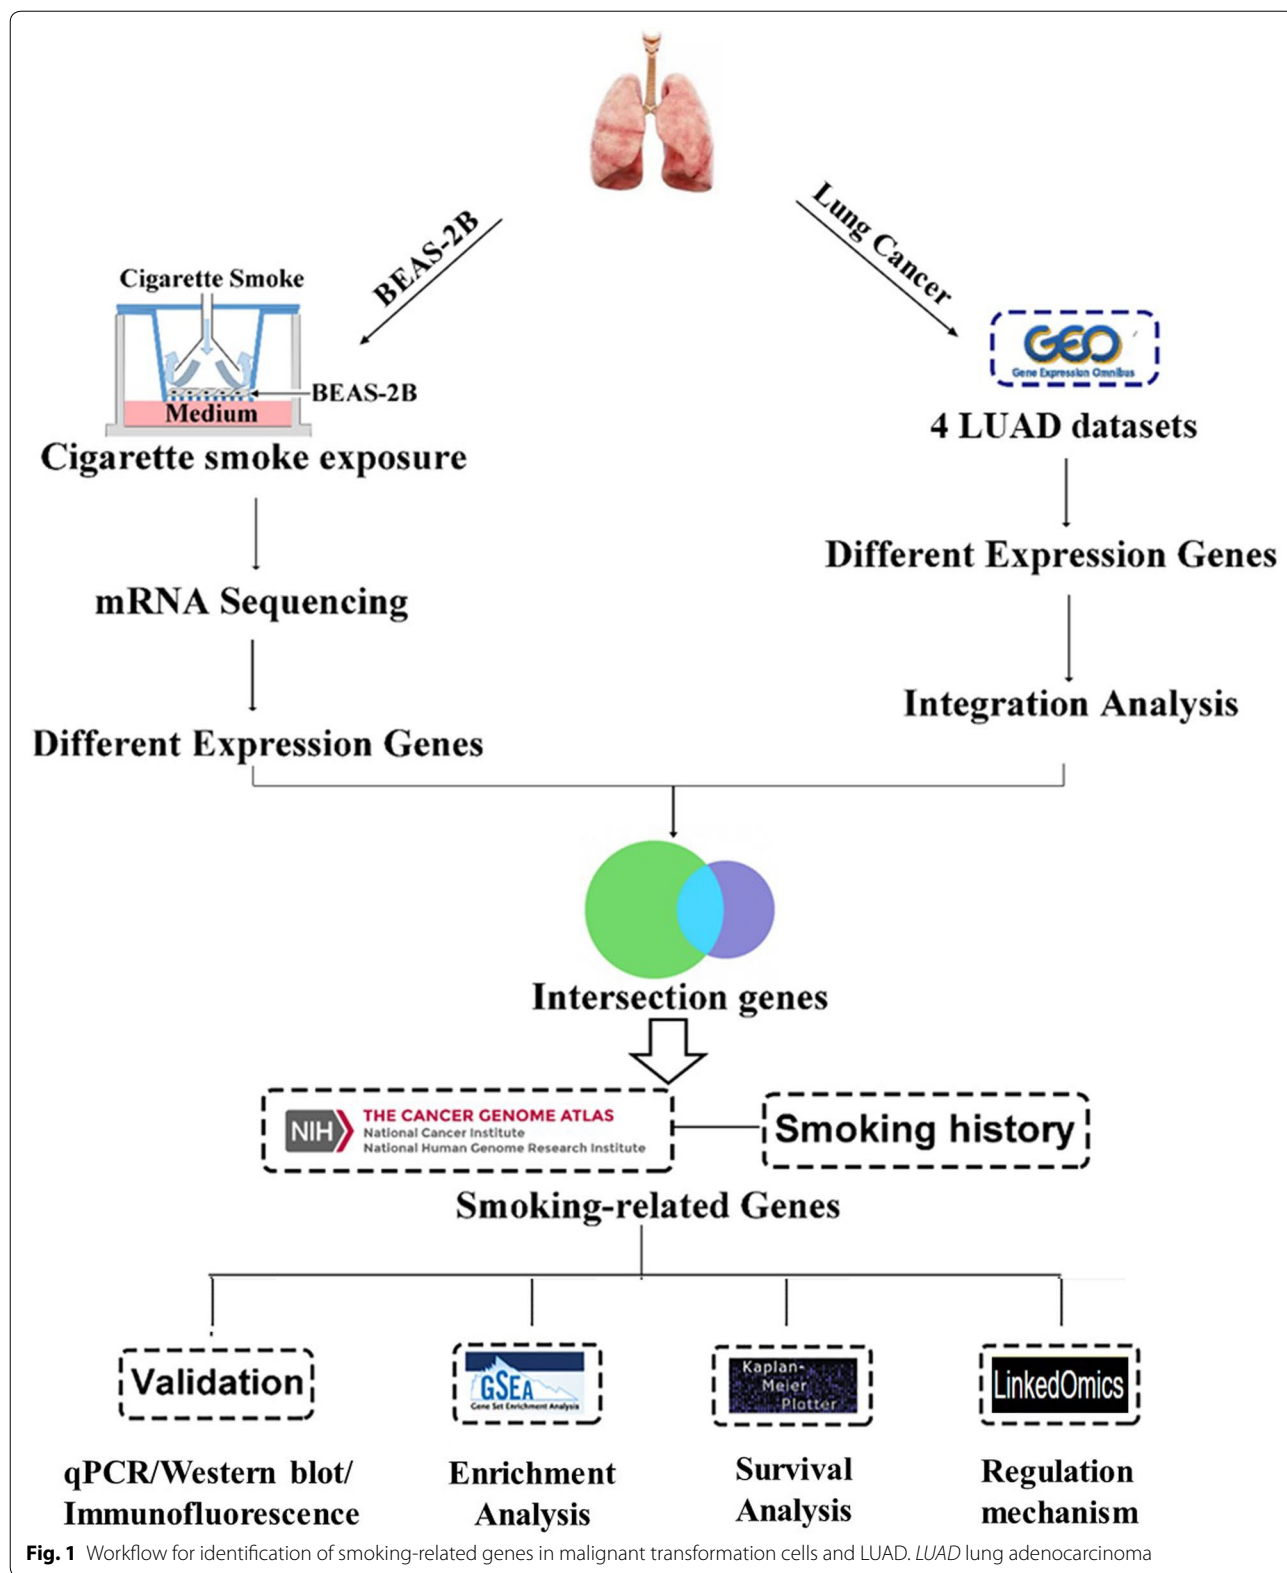 BEAS-2B
Lung Cancer
Cigarette Smoke
BEAS-2B
Medium
Cigarette smoke exposure
GEO
Gene Expression Omnibus
4 LUAD datasets
mRNA Sequencing
Different Expression Genes
Different Expression Genes
Integration Analysis
Intersection genes
NIH
THE CANCER GENOME ATLAS
National Cancer Institute
National Human Genome Research Institute
Smoking history
Smoking-related Genes
Validation
GSEA
Gene Set Enrichment Analysis
Kaplan-
Meier
Plotter
LinkedOmics
qPCR/Western blot/
Immunofluorescence
Enrichment
Analysis
Survival
Analysis
Regulation
mechanism
Fig. 1 Workflow for identification of smoking-related genes in malignant transformation cells and LUAD. LUAD lung adenocarcinoma